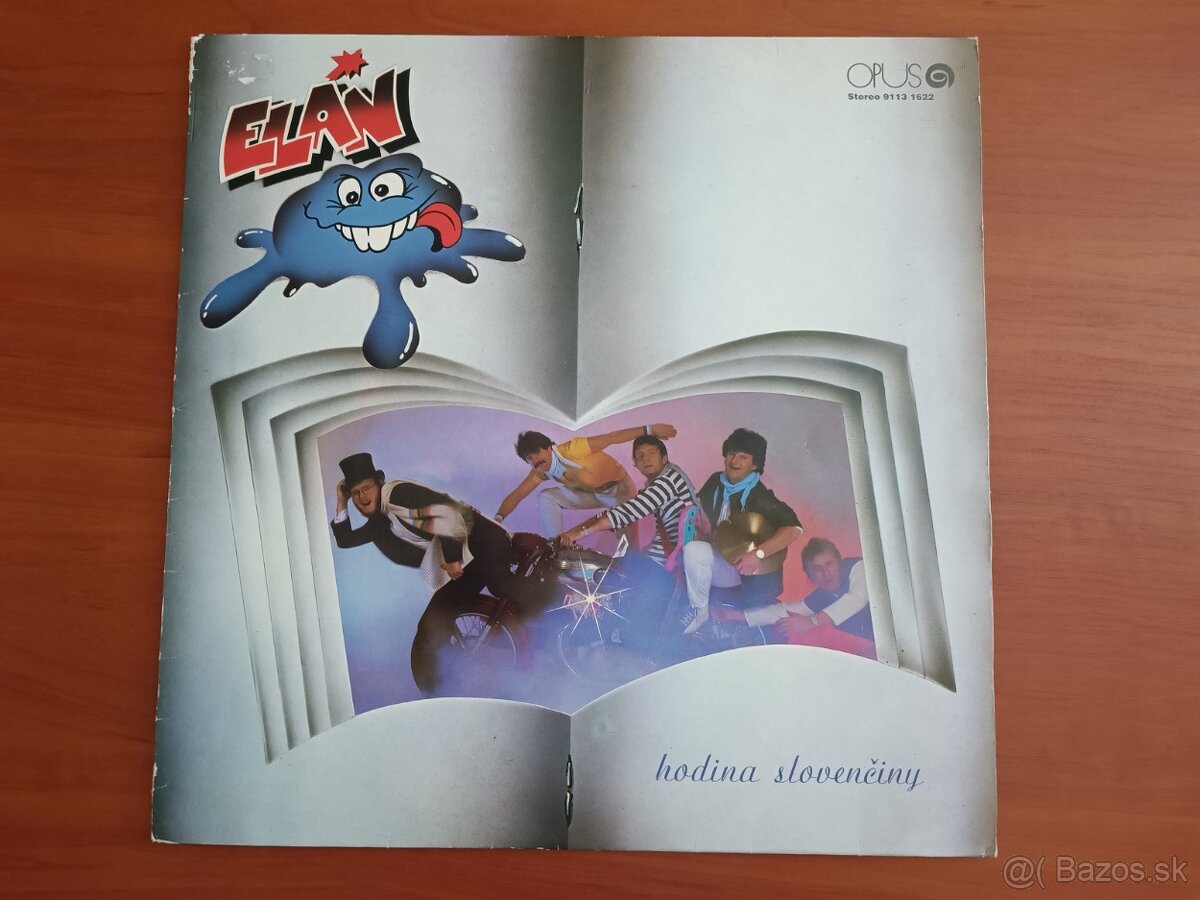 ELÁN
OPUS
Stereo 9113 1622
hodina slovenčiny
@( Bazos.sk